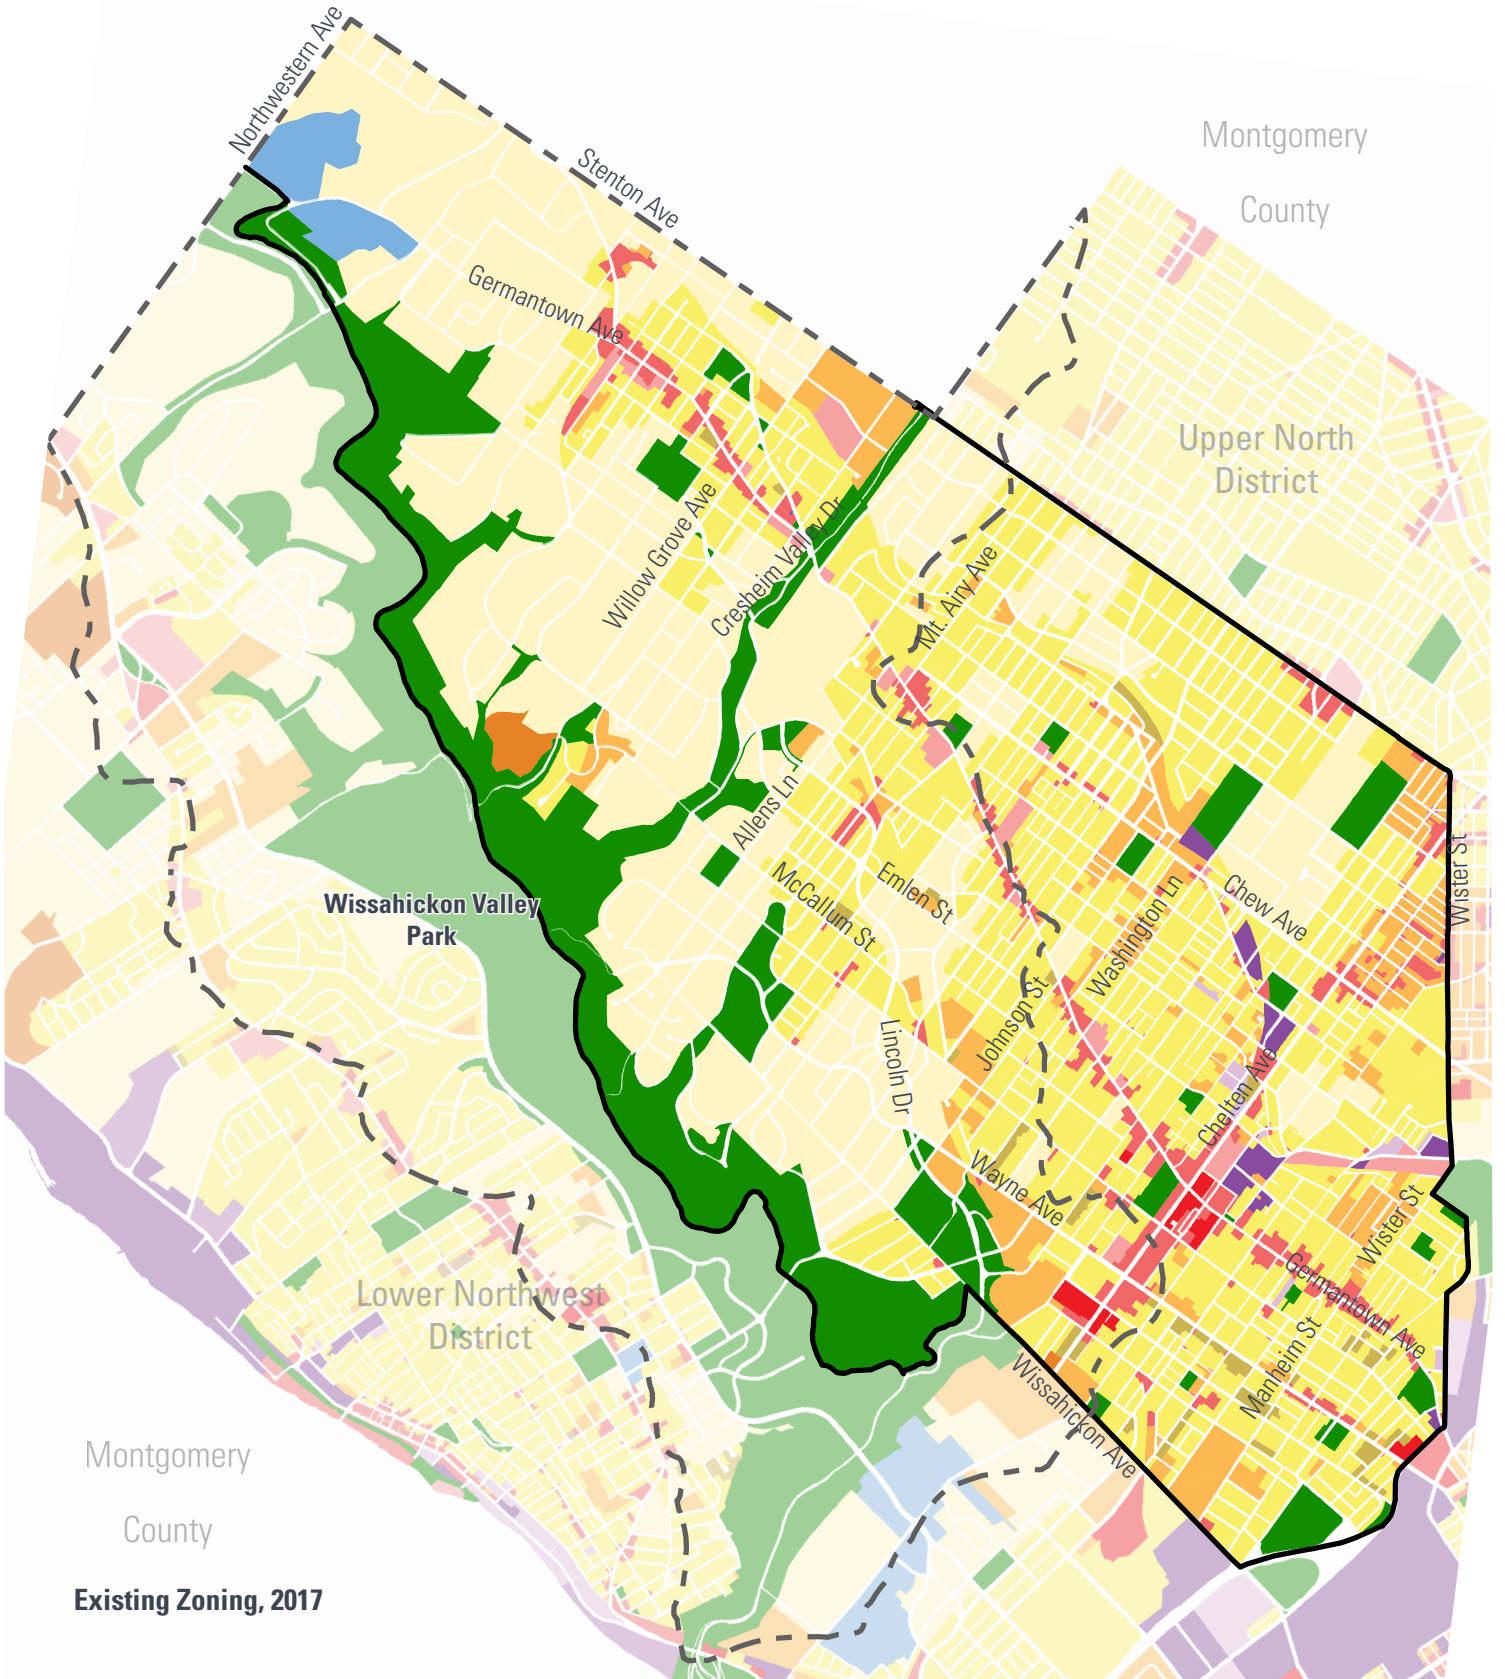 Northwestern Ave
Stenton Ave
Montgomery
County
Germantown Ave
Upper North
District
Willow Grove Ave
Cresheim Valley Dr
Mt. Airy Ave
Allens Ln
McCallum St
Emlen St
Washington Ln
Chew Ave
Wister St
Wissahickon Valley
Park
Lincoln Dr
Johnson St
Chelten Ave
Wayne Ave
Wister St
Germantown Ave
Manheim St
Wissahickon Ave
Lower Northwest
District
Montgomery
County
Existing Zoning, 2017